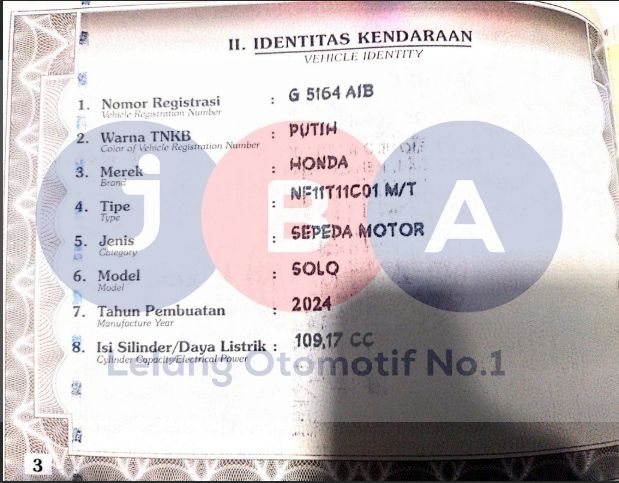 II. IDENTITAS KENDARAAN
VEHICLE IDENTITY
1. Nomor Registrasi : G 5164 AIB
Vehicle Registration Number
2. Warna TNKB : PUTIH
Color of Vehicle Registration Number
3. Merek : HONDA
Brand
4. Tipe : NF11T11C01 M/T
Type
5. Jenis : SEPEDA MOTOR
Category
6. Model : SOLO
Model
7. Tahun Pembuatan : 2024
Manufacture Year
8. Isi Silinder/Daya Listrik : 109,17 CC
Cylinder Capacity/Electrical Power
JBA
Lelang Otomotif No.1
3